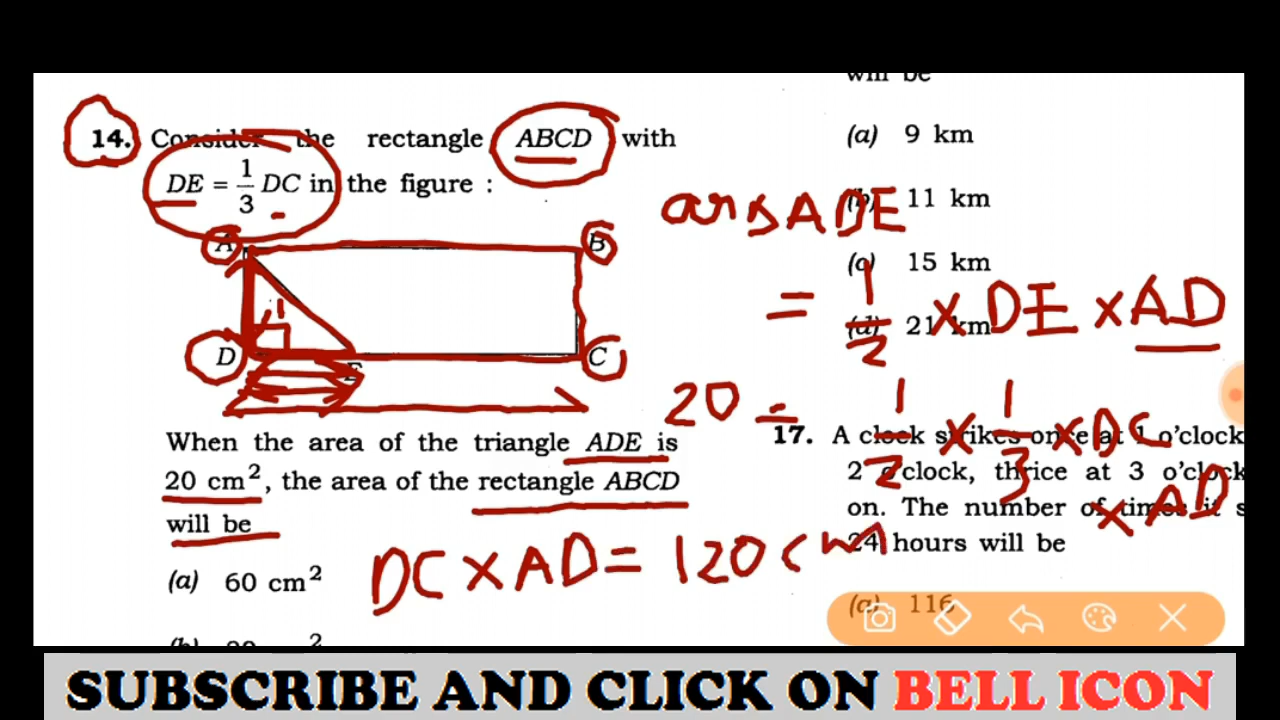 will be
14. Consider the rectangle ABCD with
DE = 1/3 DC in the figure :
A B
D E C
When the area of the triangle ADE is
20 cm², the area of the rectangle ABCD
will be
(a) 60 cm²
(b)
(a) 9 km
(b) 11 km
(c) 15 km
(d) 21 km
17. A clock strikes once at 1 o'clock
2 o'clock, thrice at 3 o'clock
on. The number of times it s
24 hours will be
(a) 116
ar △ ADE
= 1/2 × DE × AD
20 = 1/2 × 1/3 × DC
× AD
DC × AD = 120 cm
SUBSCRIBE AND CLICK ON BELL ICON